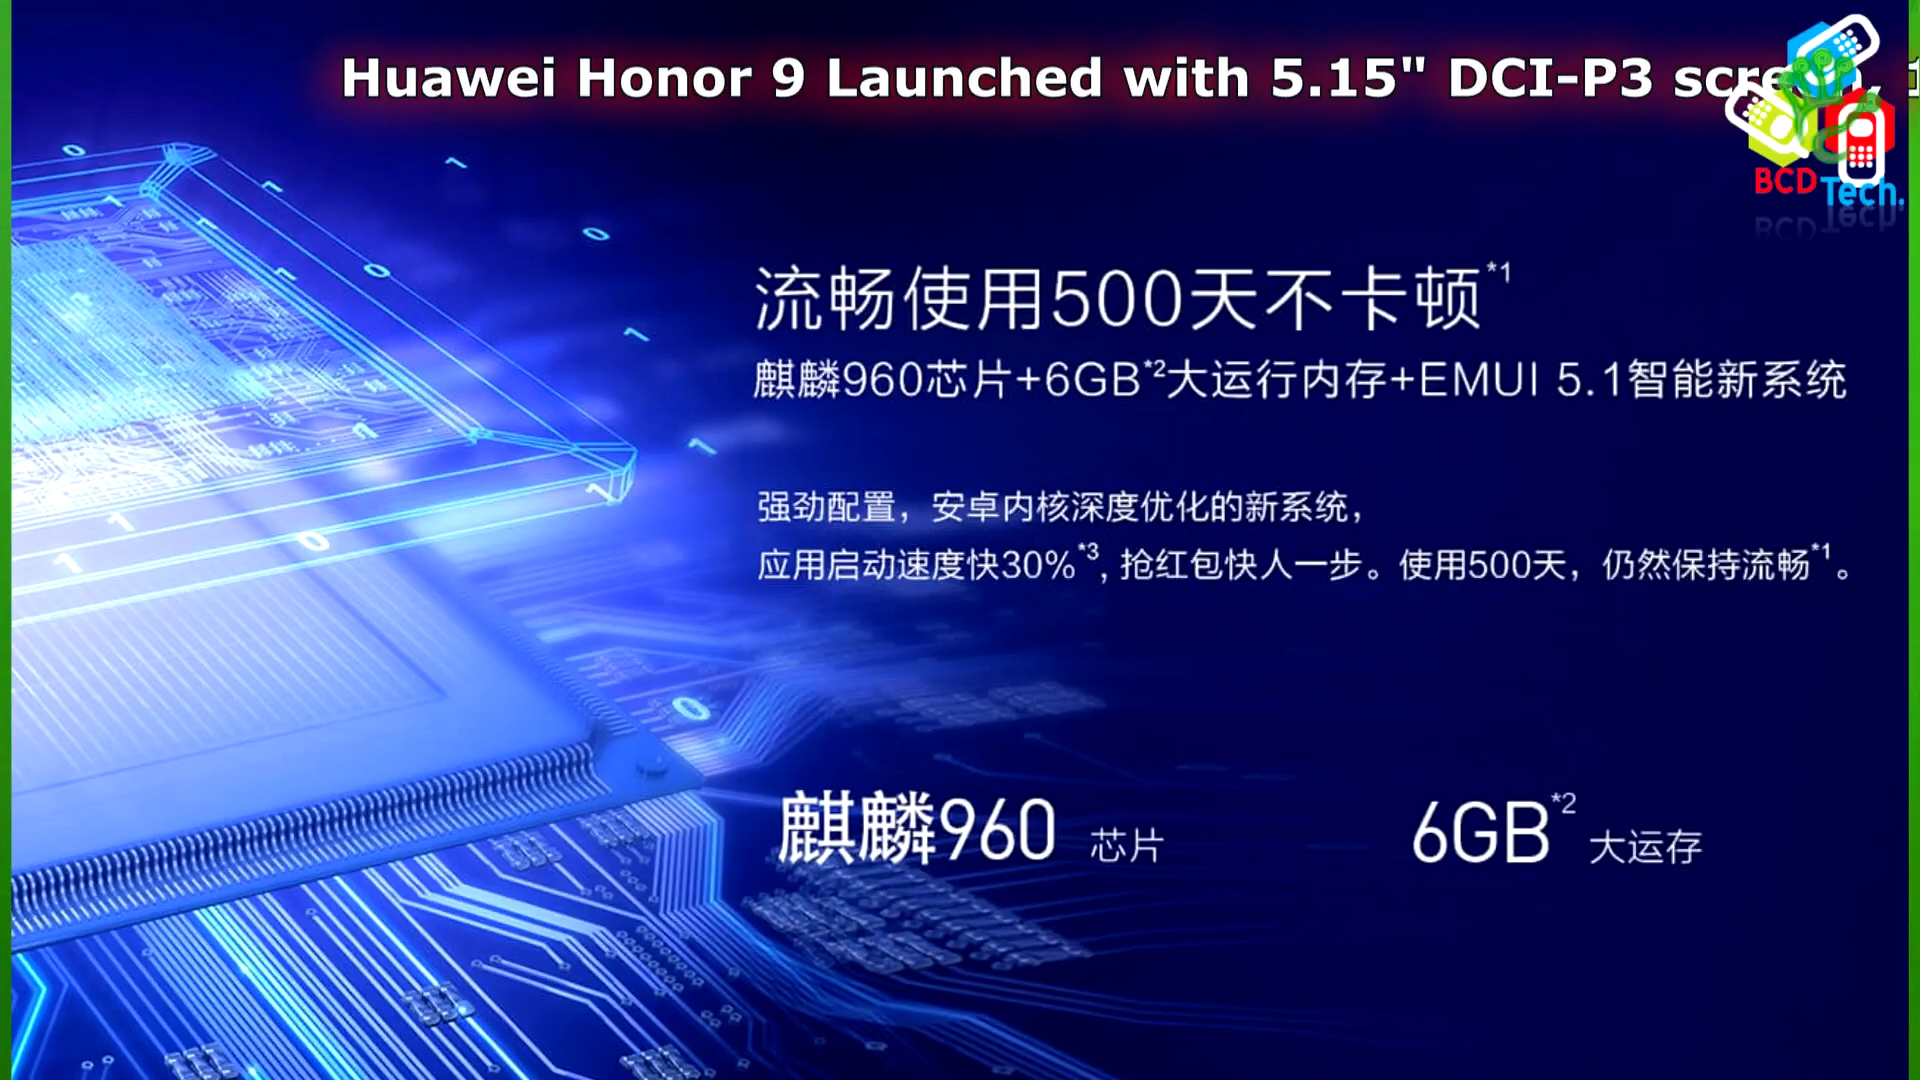 Huawei Honor 9 Launched with 5.15" DCI-P3 screen,
BCD Tech.
流畅使用500天不卡顿*1
麒麟960芯片+6GB*2大运行内存+EMUI 5.1智能新系统
强劲配置，安卓内核深度优化的新系统，
应用启动速度快30%*3, 抢红包快人一步。使用500天，仍然保持流畅*1。
麒麟960 芯片
6GB*2 大运存